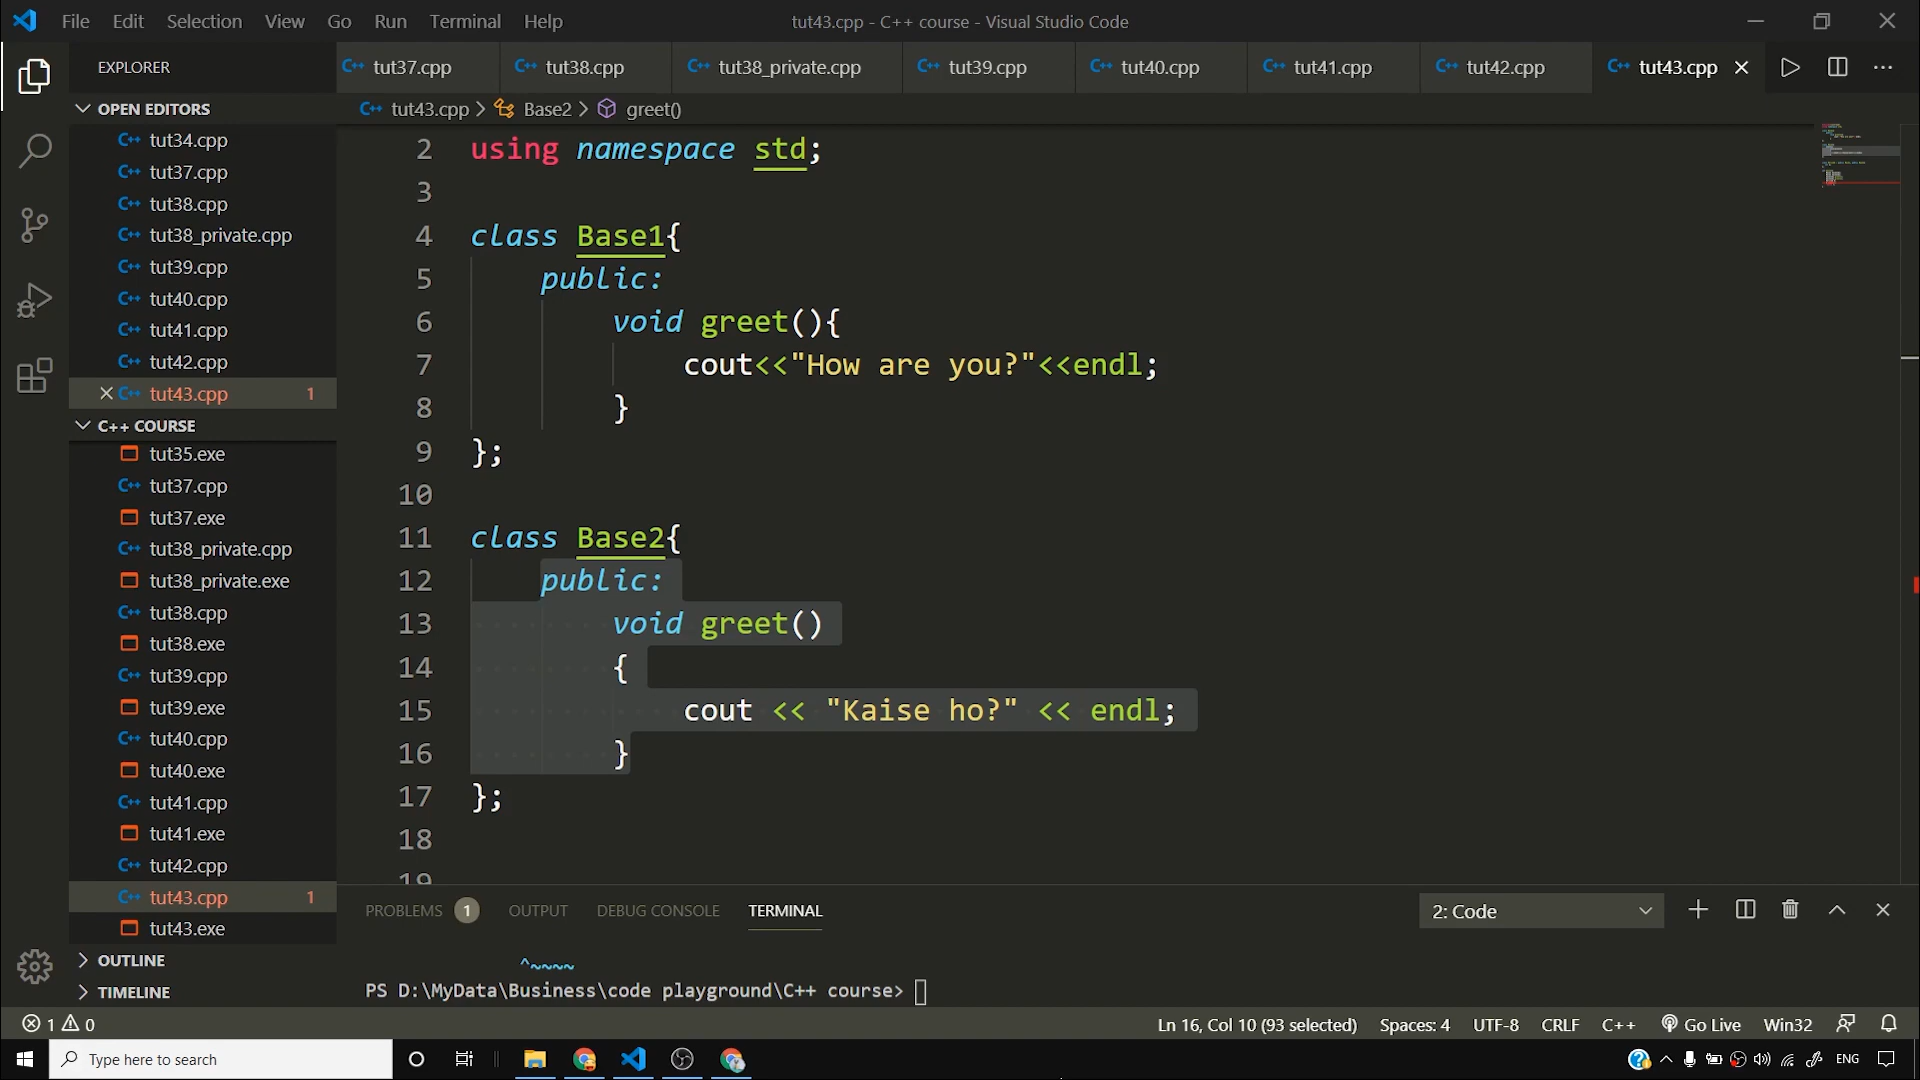 File Edit Selection View Go Run Terminal Help
tut43.cpp - C++ course - Visual Studio Code
EXPLORER
tut37.cpp
tut38.cpp
tut38_private.cpp
tut39.cpp
tut40.cpp
tut41.cpp
tut42.cpp
tut43.cpp
OPEN EDITORS
tut34.cpp
tut37.cpp
tut38.cpp
tut38_private.cpp
tut39.cpp
tut40.cpp
tut41.cpp
tut42.cpp
tut43.cpp 1
C++ COURSE
tut35.exe
tut37.cpp
tut37.exe
tut38_private.cpp
tut38_private.exe
tut38.cpp
tut38.exe
tut39.cpp
tut39.exe
tut40.cpp
tut40.exe
tut41.cpp
tut41.exe
tut42.cpp
tut43.cpp 1
tut43.exe
OUTLINE
TIMELINE
tut43.cpp > Base2 > greet()
2 using namespace std;
3
4 class Base1{
5 public:
6 void greet(){
7 cout<<"How are you?"<<endl;
8 }
9 };
10
11 class Base2{
12 public:
13 void greet()
14 {
15 cout << "Kaise ho?" << endl;
16 }
17 };
18
19
PROBLEMS 1 OUTPUT DEBUG CONSOLE TERMINAL
2: Code
^~~~~
PS D:\MyData\Business\code playground\C++ course>
1 0
Ln 16, Col 10 (93 selected) Spaces: 4 UTF-8 CRLF C++ Go Live Win32
Type here to search
ENG